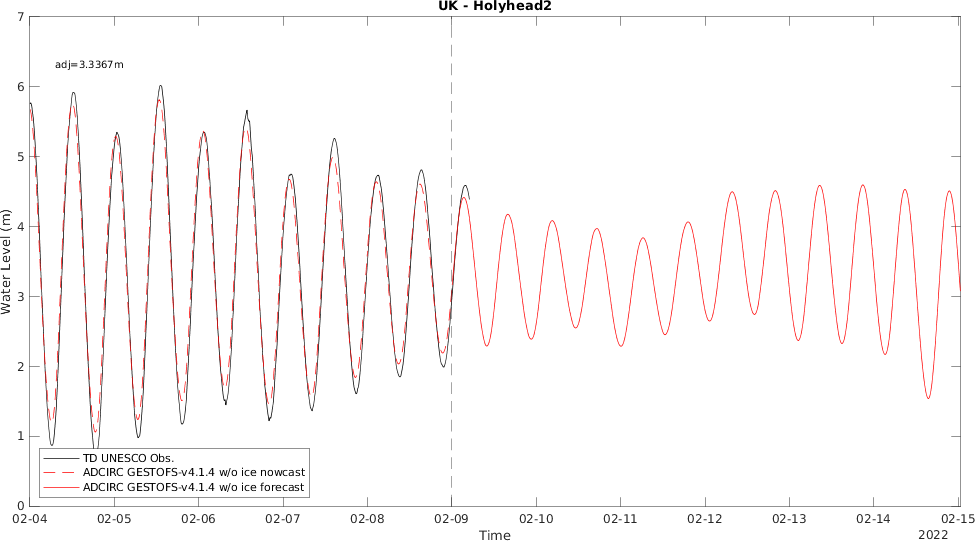 UK - Holyhead2
7
adj=3.3367m
6
5
4
3
2
1
0
Water Level (m)
TD UNESCO Obs.
ADCIRC GESTOFS-v4.1.4 w/o ice nowcast
ADCIRC GESTOFS-v4.1.4 w/o ice forecast
02-04 02-05 02-06 02-07 02-08 02-09 02-10 02-11 02-12 02-13 02-14 02-15
Time
2022